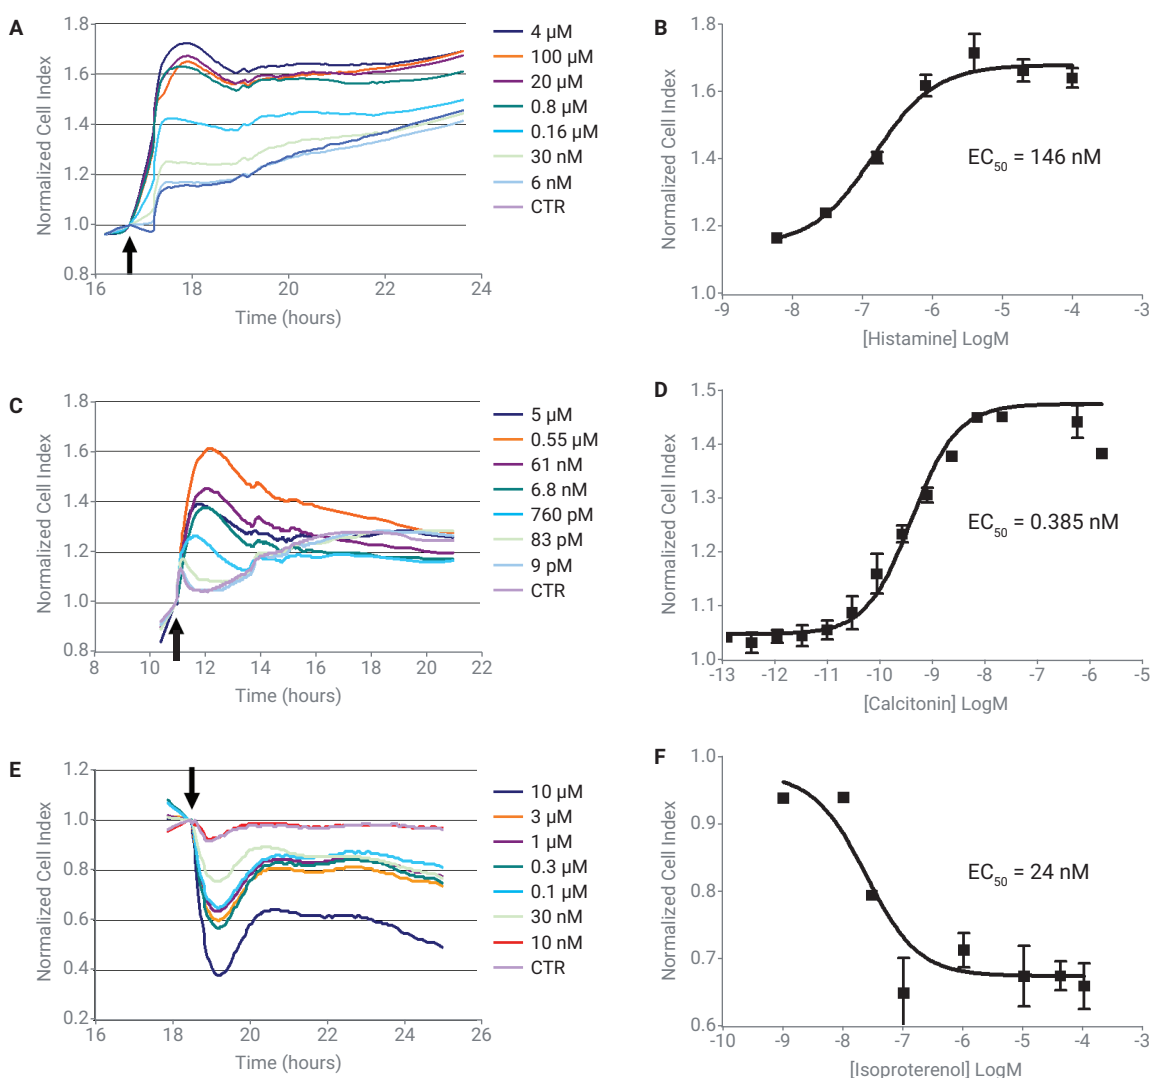 A
Normalized Cell Index
1.8
1.6
1.4
1.2
1.0
0.8
16
18
20
22
24
Time (hours)
4 µM
100 µM
20 µM
0.8 µM
0.16 µM
30 nM
6 nM
CTR
B
Normalized Cell Index
1.8
1.6
1.4
1.2
1.0
-9
-8
-7
-6
-5
-4
-3
[Histamine] LogM
EC50 = 146 nM
C
Normalized Cell Index
1.8
1.6
1.4
1.2
1.0
0.8
8
10
12
14
16
18
20
22
Time (hours)
5 µM
0.55 µM
61 nM
6.8 nM
760 pM
83 pM
9 pM
CTR
D
Normalized Cell Index
1.5
1.4
1.3
1.2
1.1
1.0
-13
-12
-11
-10
-9
-8
-7
-6
-5
[Calcitonin] LogM
EC50 = 0.385 nM
E
Normalized Cell Index
1.2
1.0
0.8
0.6
0.4
0.2
16
18
20
22
24
26
Time (hours)
10 µM
3 µM
1 µM
0.3 µM
0.1 µM
30 nM
10 nM
CTR
F
Normalized Cell Index
1.0
0.9
0.8
0.7
0.6
-10
-9
-8
-7
-6
-5
-4
-3
[Isoproterenol] LogM
EC50 = 24 nM